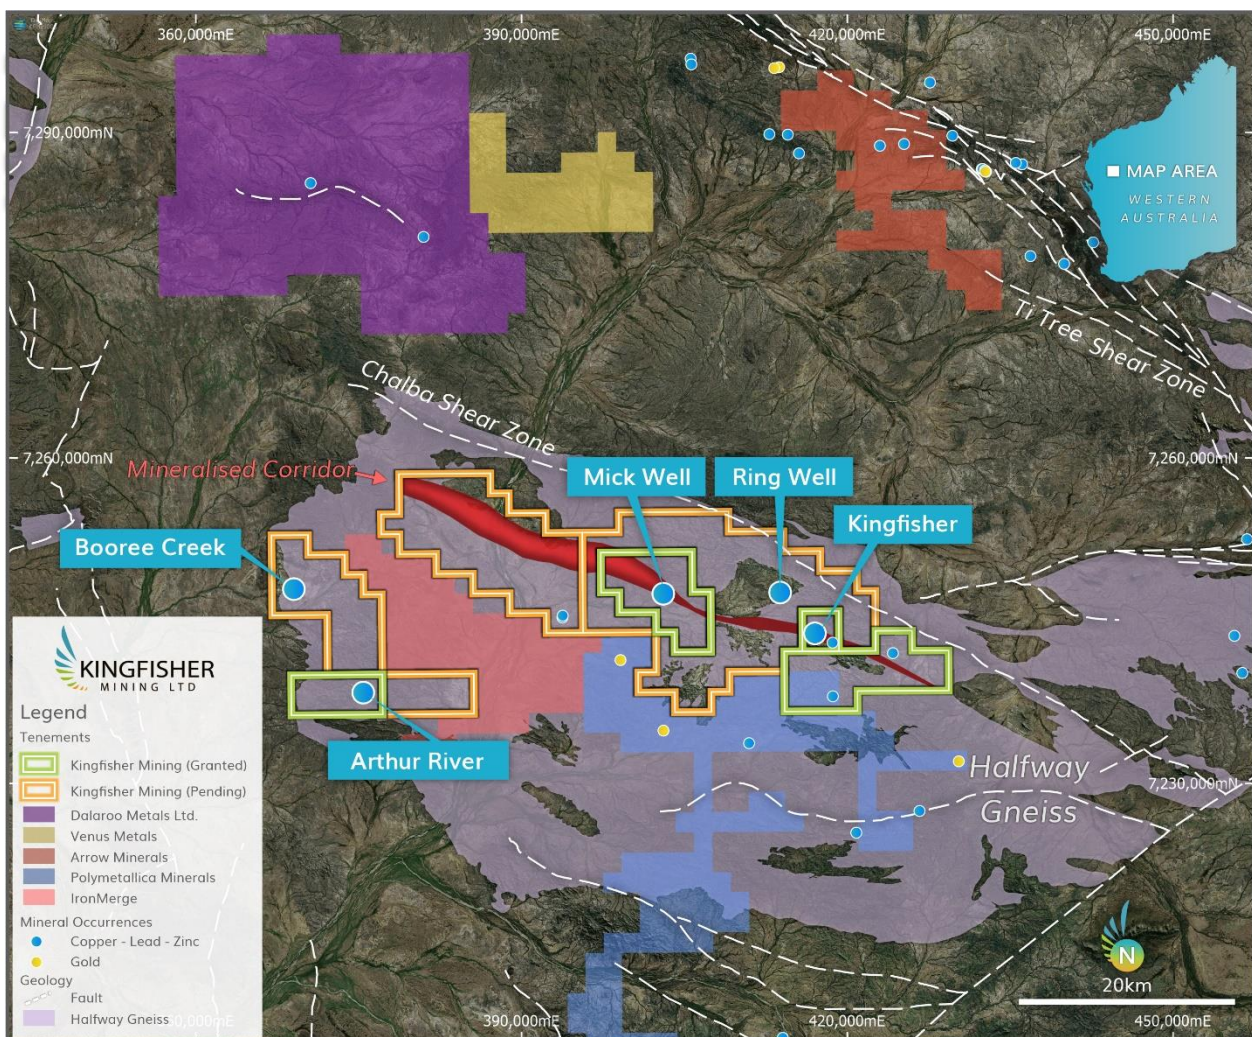 360,000mE
390,000mE
420,000mE
450,000mE
7,290,000mN
MAP AREA
WESTERN
AUSTRALIA
Ti Tree Shear Zone
Chalba Shear Zone
7,260,000mN
7,260,000mN
Mineralised Corridor
Mick Well
Ring Well
Kingfisher
Booree Creek
Arthur River
Halfway
Gneiss
7,230,000mN
KINGFISHER
MINING LTD
Legend
Tenements
Kingfisher Mining (Granted)
Kingfisher Mining (Pending)
Dalaroo Metals Ltd.
Venus Metals
Arrow Minerals
Polymetallica Minerals
IronMerge
Mineral Occurrences
Copper - Lead - Zinc
Gold
Geology
Fault
Halfway Gneiss
N
20km
390,000mE
420,000mE
450,000mE